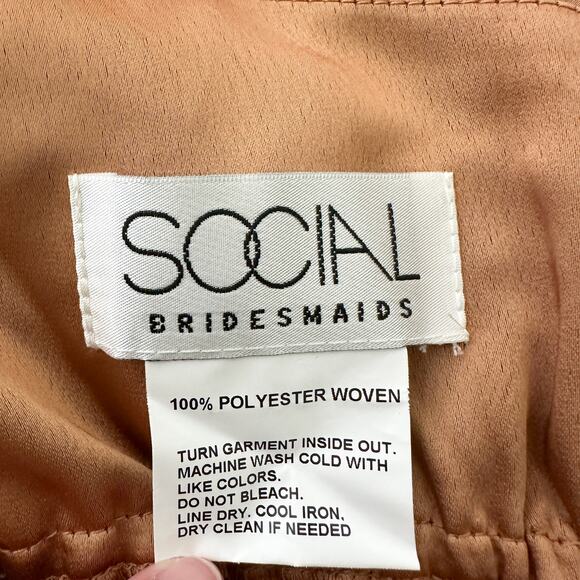 SOCIAL
BRIDESMAIDS
100% POLYESTER WOVEN
TURN GARMENT INSIDE OUT.
MACHINE WASH COLD WITH
LIKE COLORS.
DO NOT BLEACH.
LINE DRY. COOL IRON,
DRY CLEAN IF NEEDED